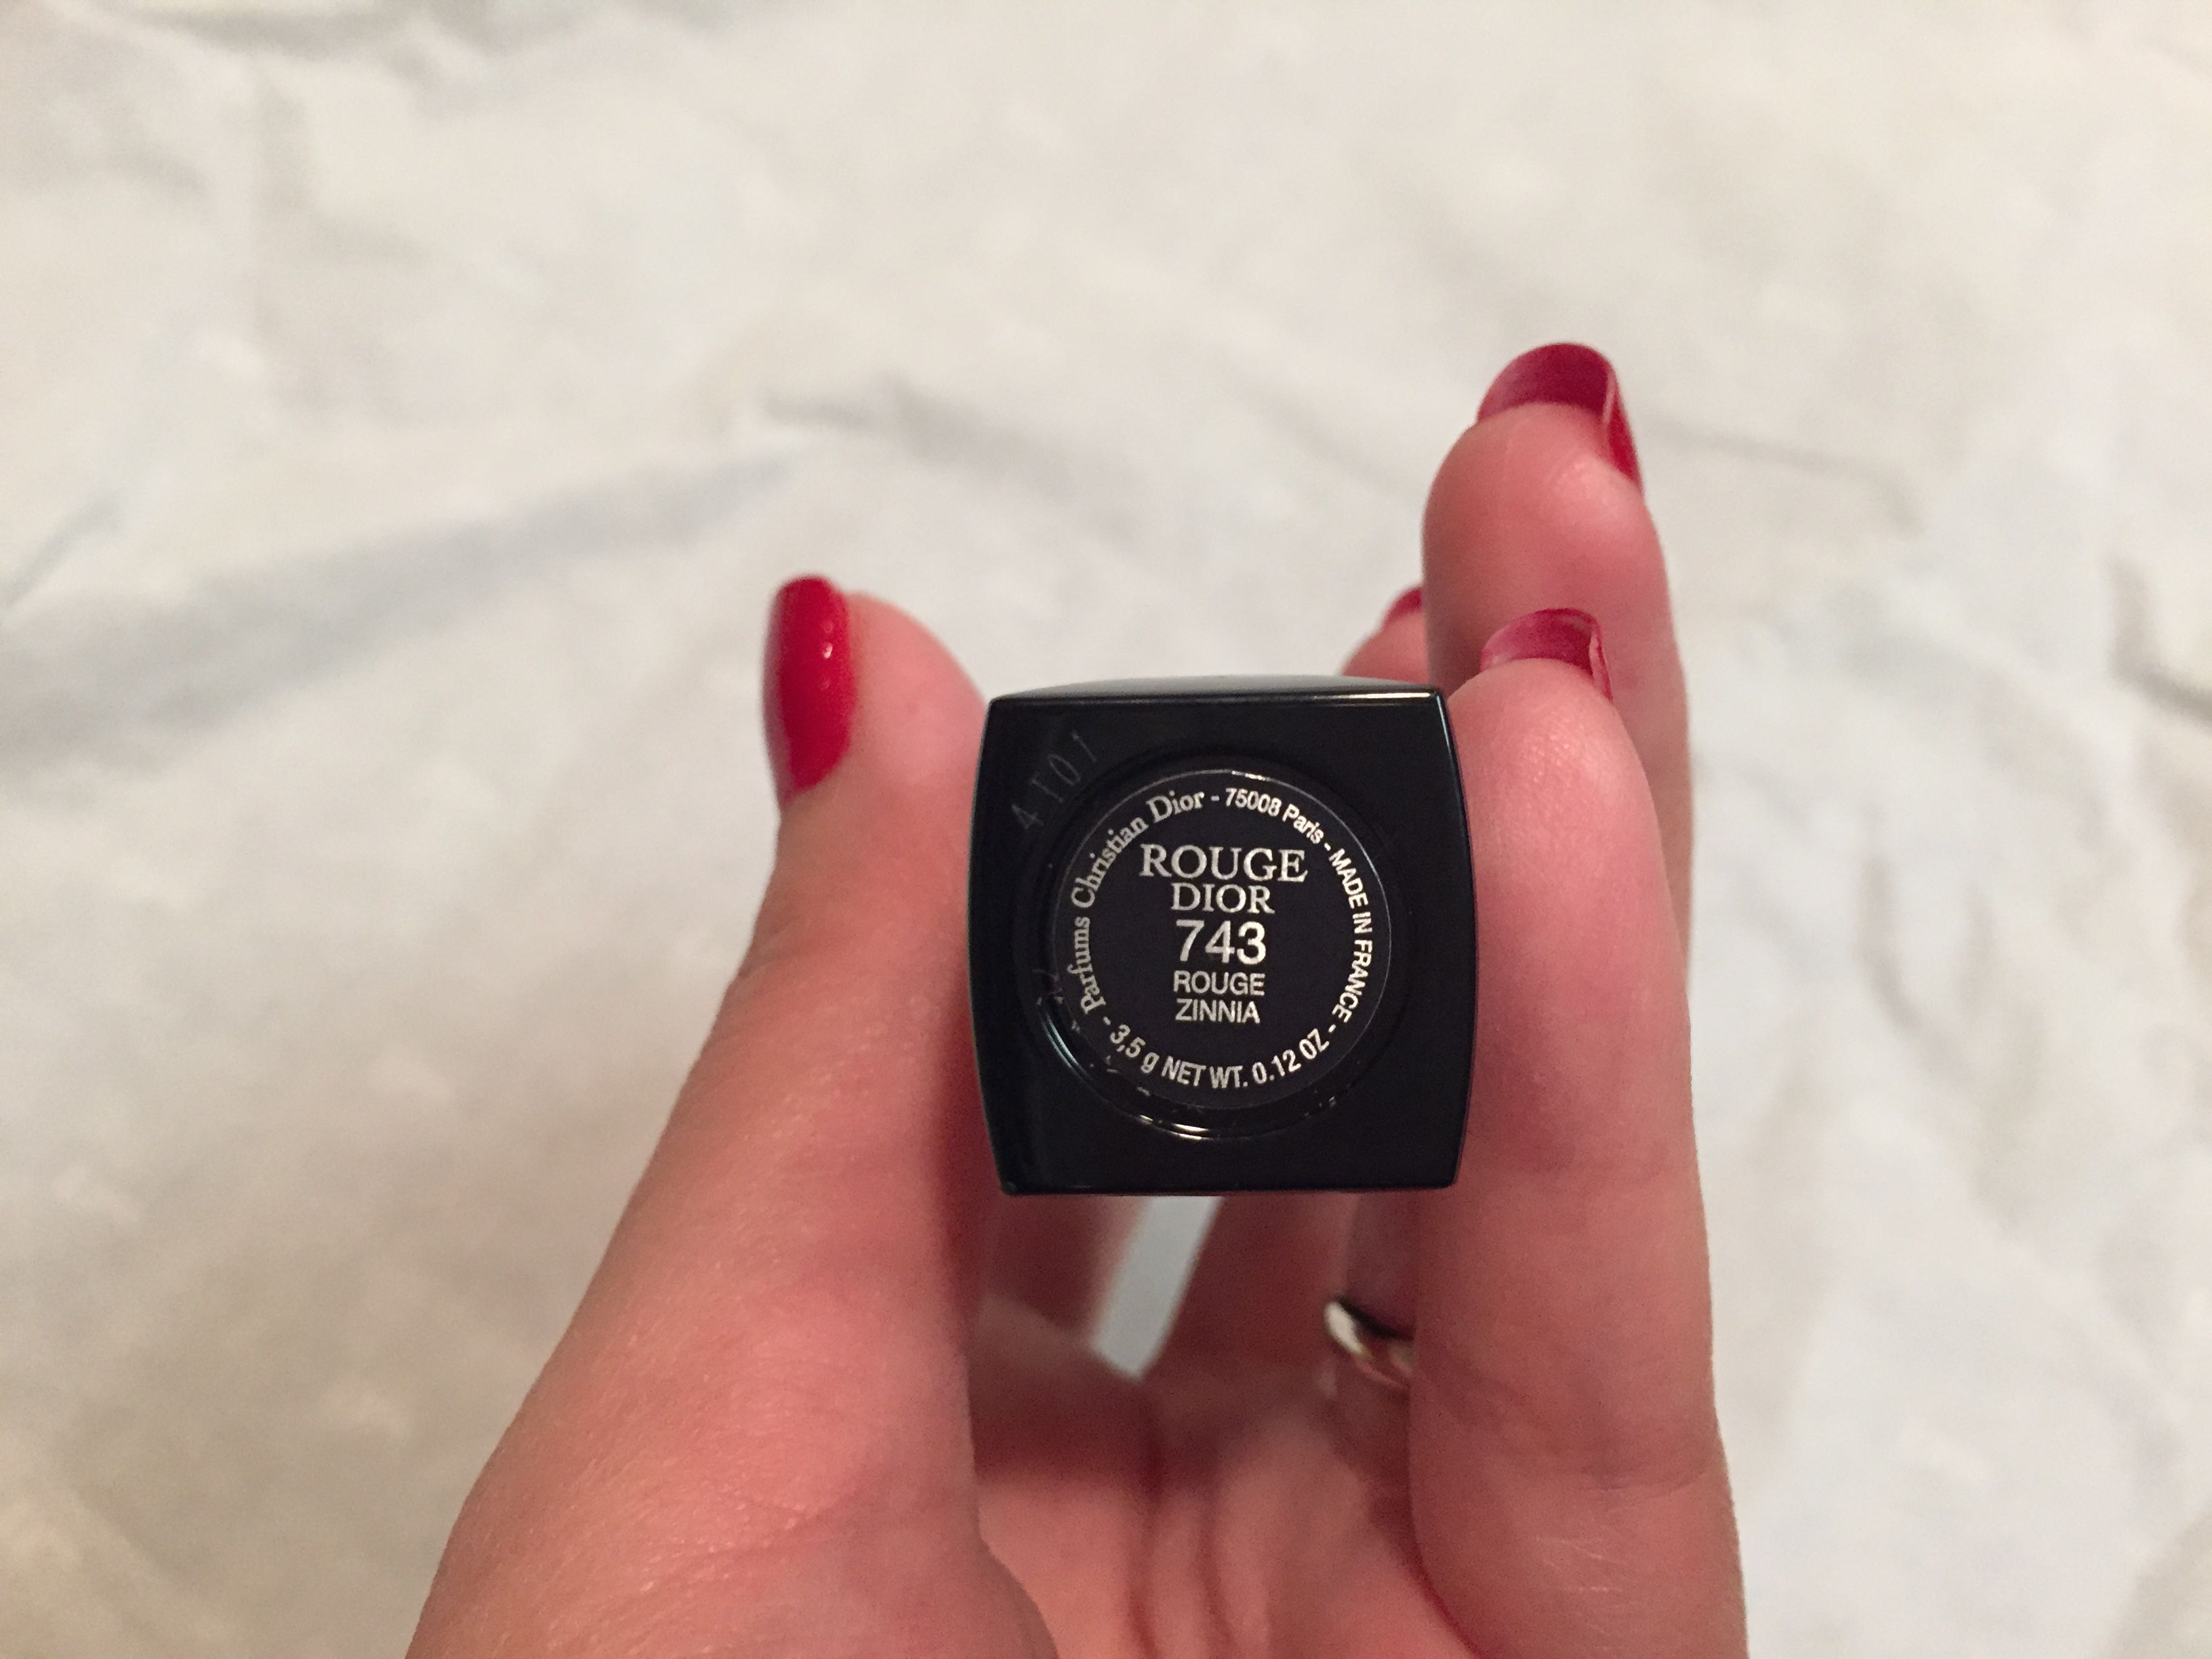 Parfums Christian Dior - 75008 Paris - MADE IN FRANCE - 3,5 g NET WT. 0.12 OZ -
ROUGE
DIOR
743
ROUGE
ZINNIA